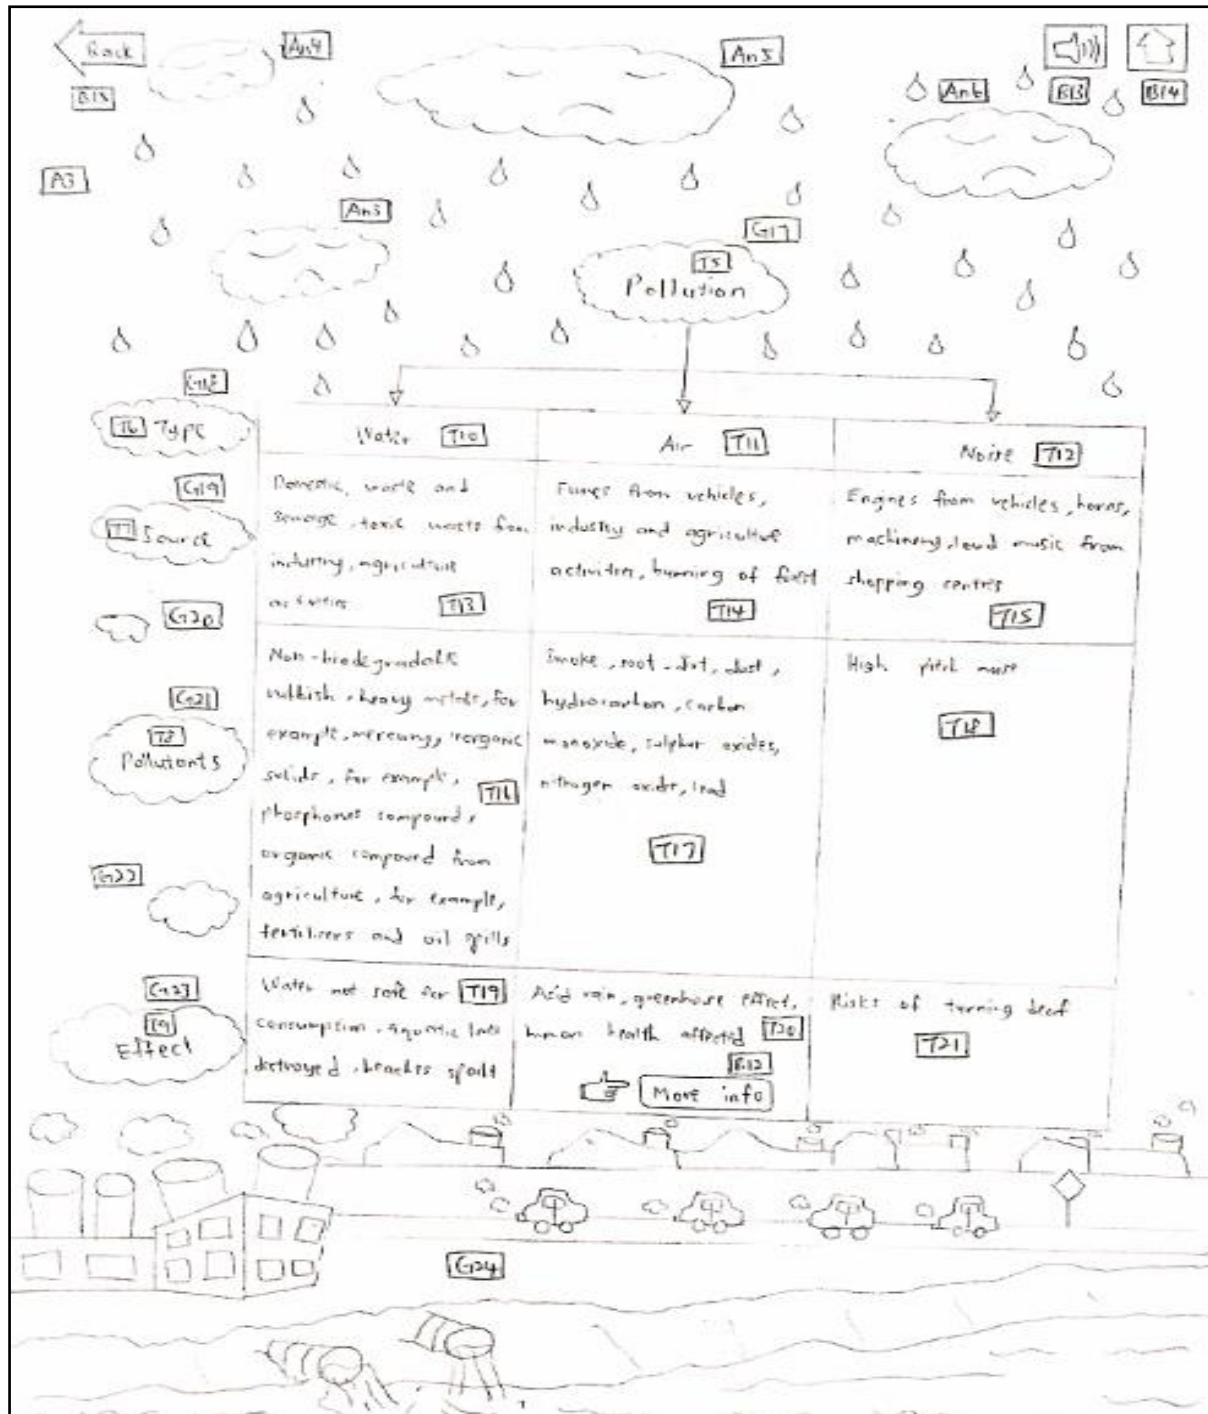 Back
An4
An5
An6
B13
B14
B15
A3
An3
G17
T5
Pollution
G18
T6 Type
Water T10
Air T11
Noise T12
G19
T7 Source
Domestic, waste and
sewage, toxic waste from
industry, agriculture
activities T13
Fumes from vehicles,
industry and agriculture
activities, burning of forest
T14
Engines from vehicles, horns,
machinery, loud music from
shopping centres
T15
G20
G21
T8
Pollutants
Non-biodegradable
rubbish, heavy metals, for
example, mercury, inorganic
solids, for example, T16
compound,
organic compound from
agriculture, for example,
fertilisers and oil
Smoke, soot, dirt, dust,
hydrocarbon, carbon
monoxide, sulphur oxides,
nitrogen oxide, lead
T17
High pitch noise
T18
G22
G23
T9
Effect
Water not safe for T19
consumption, aquatic
destroyed, beaches spoilt
Acid rain, greenhouse effect,
human health affected T20
B12
More info
Risks of turning deaf
T21
G24